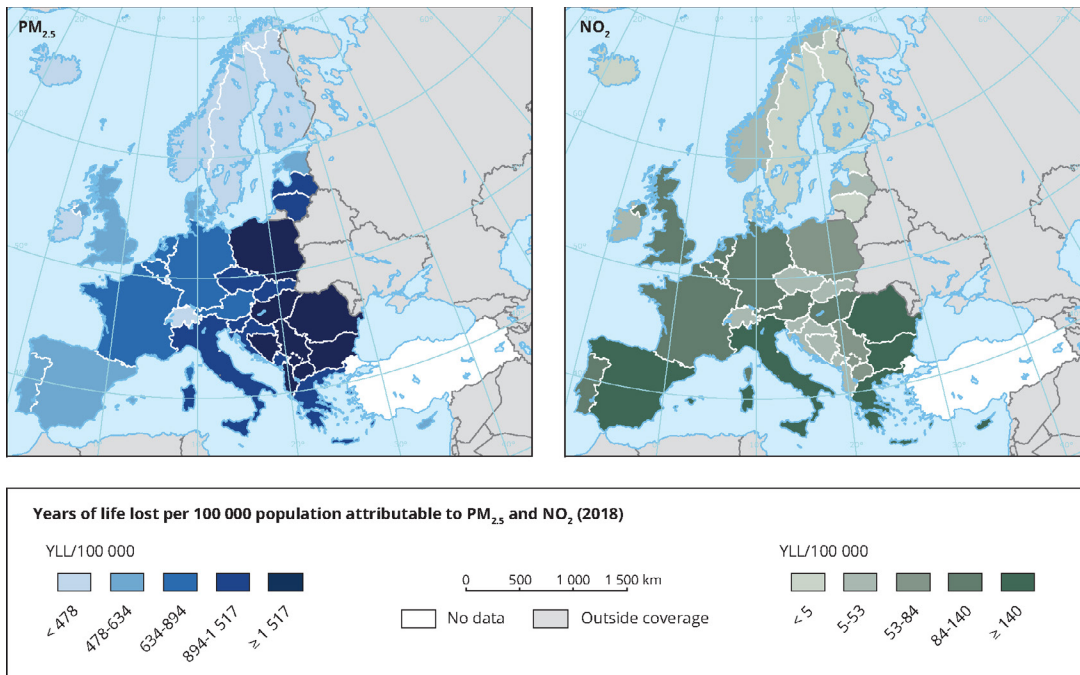 PM2.5
NO2
Years of life lost per 100 000 population attributable to PM2.5 and NO2 (2018)
YLL/100 000
< 478
478-634
634-894
894-1 517
≥ 1 517
0 500 1 000 1 500 km
No data
Outside coverage
YLL/100 000
< 5
5-53
53-84
84-140
≥ 140